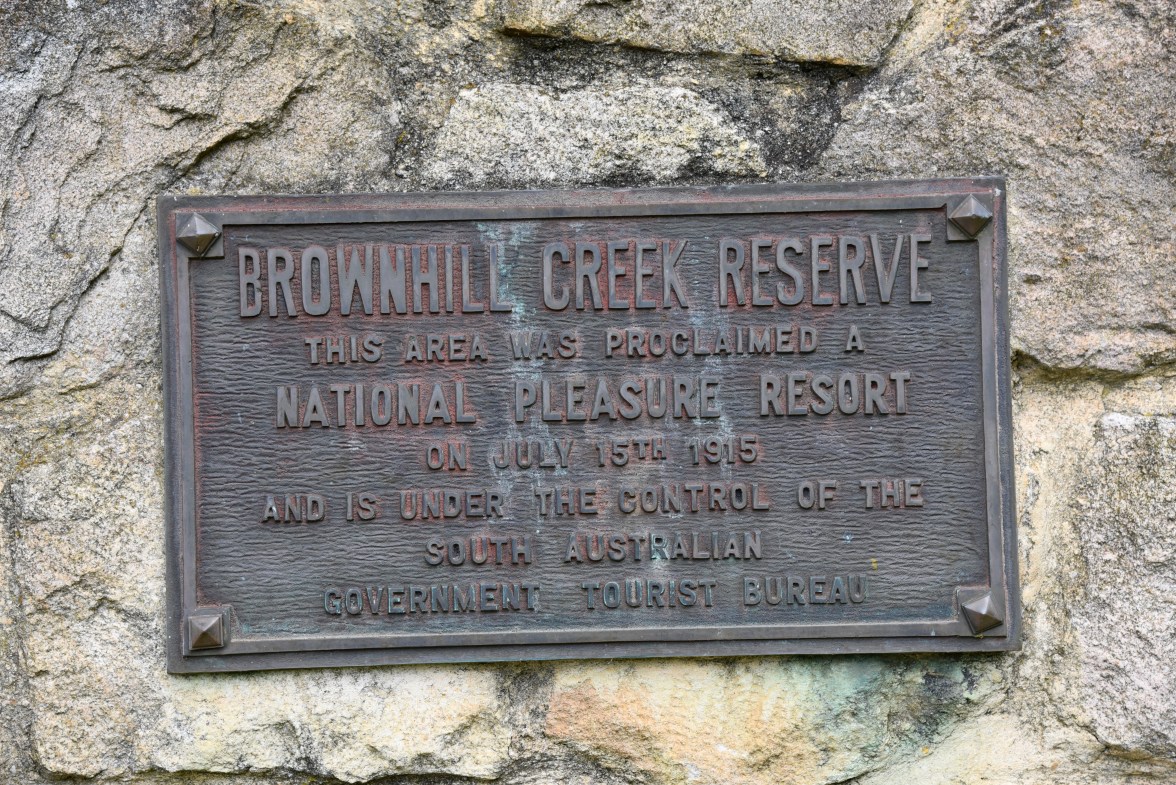 BROWNHILL CREEK RESERVE
THIS AREA WAS PROCLAIMED A
NATIONAL PLEASURE RESORT
ON JULY 15TH 1915
AND IS UNDER THE CONTROL OF THE
SOUTH AUSTRALIAN
GOVERNMENT TOURIST BUREAU